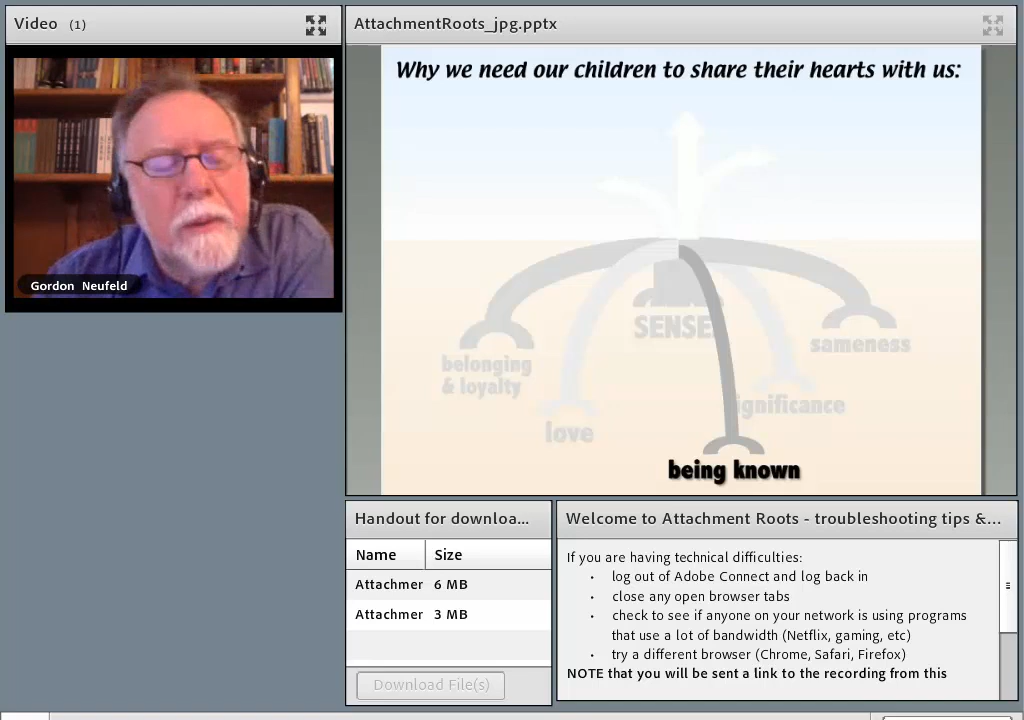 Video (1)
Gordon Neufeld
AttachmentRoots_jpg.pptx
Why we need our children to share their hearts with us:
SENSES
sameness
belonging
& loyalty
significance
love
being known
Handout for downloa...
Name Size
Attachmer 6 MB
Attachmer 3 MB
Download File(s)
Welcome to Attachment Roots - troubleshooting tips &...
If you are having technical difficulties:
• log out of Adobe Connect and log back in
• close any open browser tabs
• check to see if anyone on your network is using programs
that use a lot of bandwidth (Netflix, gaming, etc)
• try a different browser (Chrome, Safari, Firefox)
NOTE that you will be sent a link to the recording from this